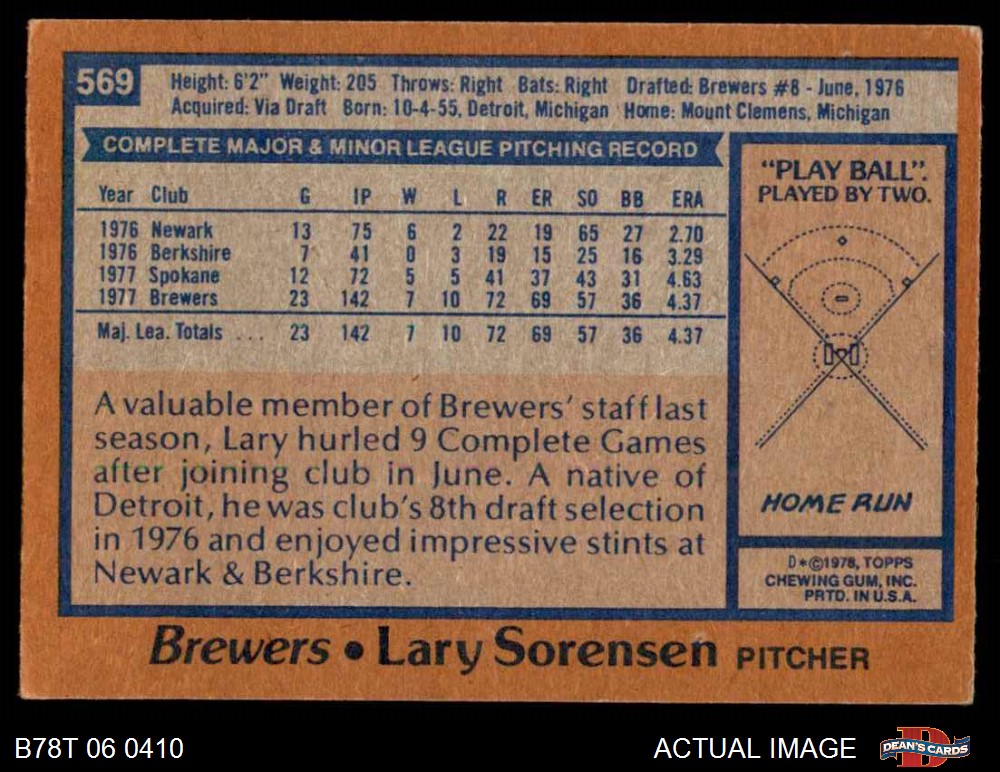 569
Height: 6'2" Weight: 205 Throws: Right Bats: Right Drafted: Brewers #8 - June, 1976
Acquired: Via Draft Born: 10-4-55, Detroit, Michigan Home: Mount Clemens, Michigan
COMPLETE MAJOR & MINOR LEAGUE PITCHING RECORD
Year Club G IP W L R ER SO BB ERA
1976 Newark 13 75 6 2 22 19 65 27 2.70
1976 Berkshire 7 41 0 3 19 15 25 16 3.29
1977 Spokane 12 72 5 5 41 37 43 31 4.63
1977 Brewers 23 142 7 10 72 69 57 36 4.37
Maj. Lea. Totals ... 23 142 7 10 72 69 57 36 4.37
A valuable member of Brewers' staff last
season, Lary hurled 9 Complete Games
after joining club in June. A native of
Detroit, he was club's 8th draft selection
in 1976 and enjoyed impressive stints at
Newark & Berkshire.
"PLAY BALL".
PLAYED BY TWO.
HOME RUN
D*©1978, TOPPS
CHEWING GUM, INC.
PRTD. IN U.S.A.
Brewers • Lary Sorensen PITCHER
B78T 06 0410
ACTUAL IMAGE
D
DEAN'S CARDS